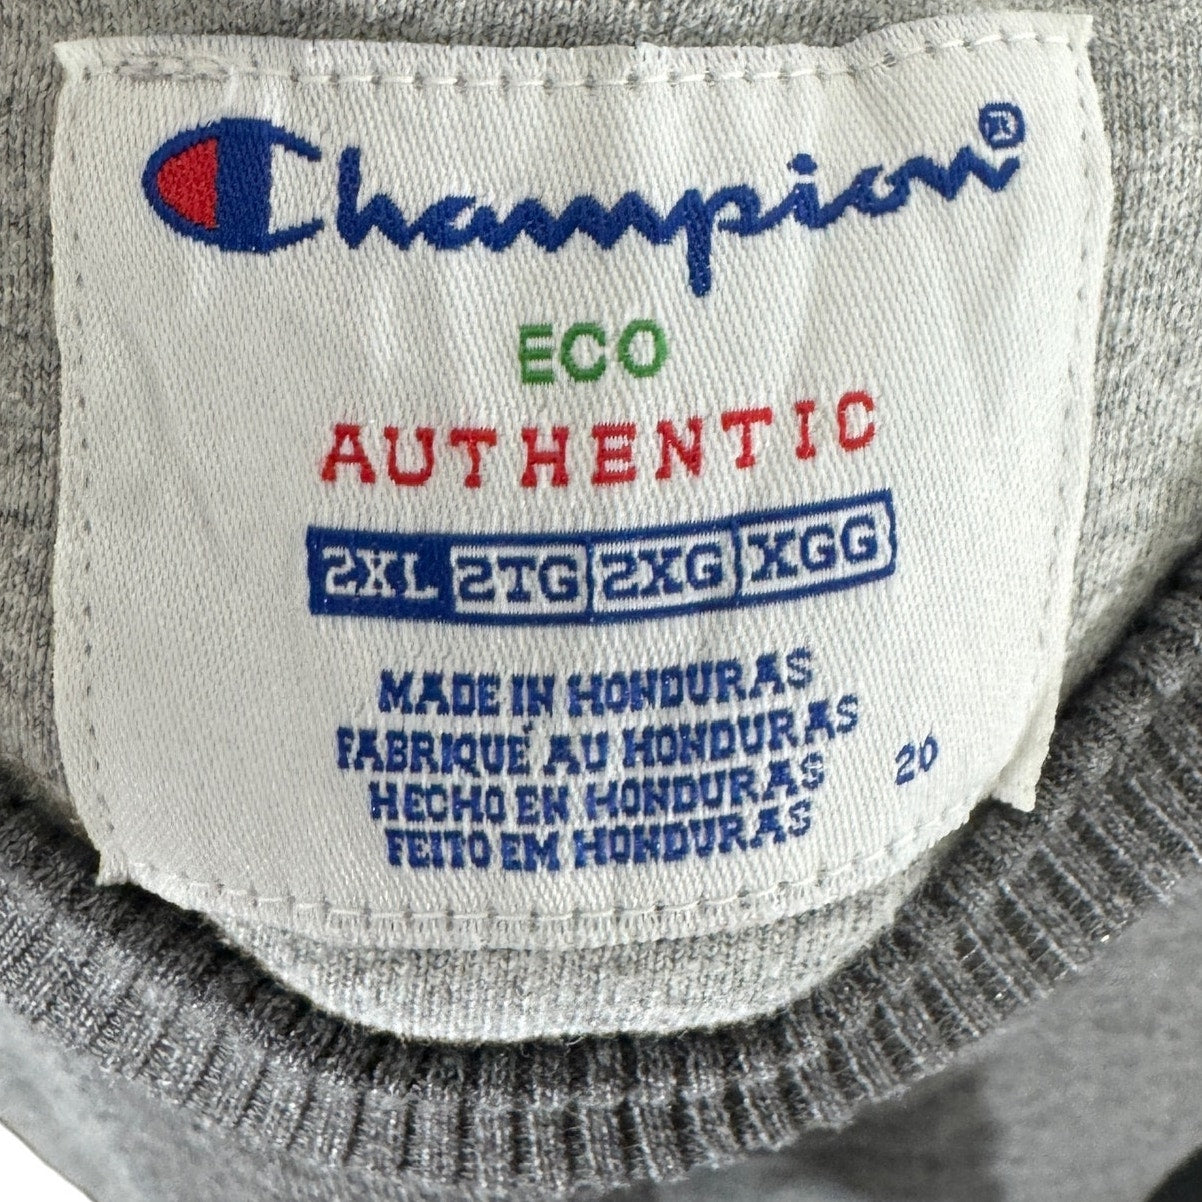 Champion®
ECO
AUTHENTIC
2XL 2TG 2XG XGG
MADE IN HONDURAS
FABRIQUÉ AU HONDURAS
HECHO EN HONDURAS
FEITO EM HONDURAS
20